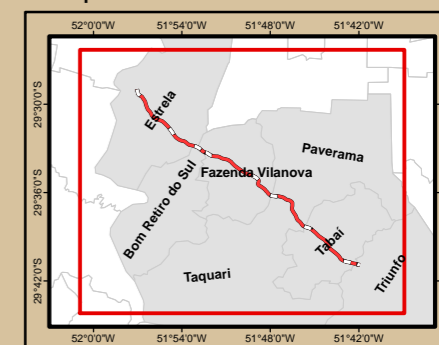 52°0'0"W 51°54'0"W 51°48'0"W 51°42'0"W
29°30'0"S
29°36'0"S
29°42'0"S
Estrela
Paverama
Fazenda Vilanova
Bom Retiro do Sul
Tabaí
Taquari
Triunfo
52°0'0"W 51°54'0"W 51°48'0"W 51°42'0"W